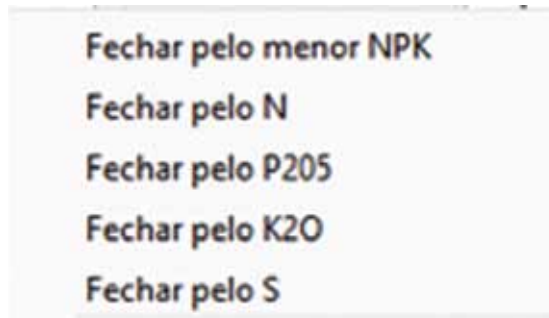 Fechar pelo menor NPK
Fechar pelo N
Fechar pelo P205
Fechar pelo K2O
Fechar pelo S